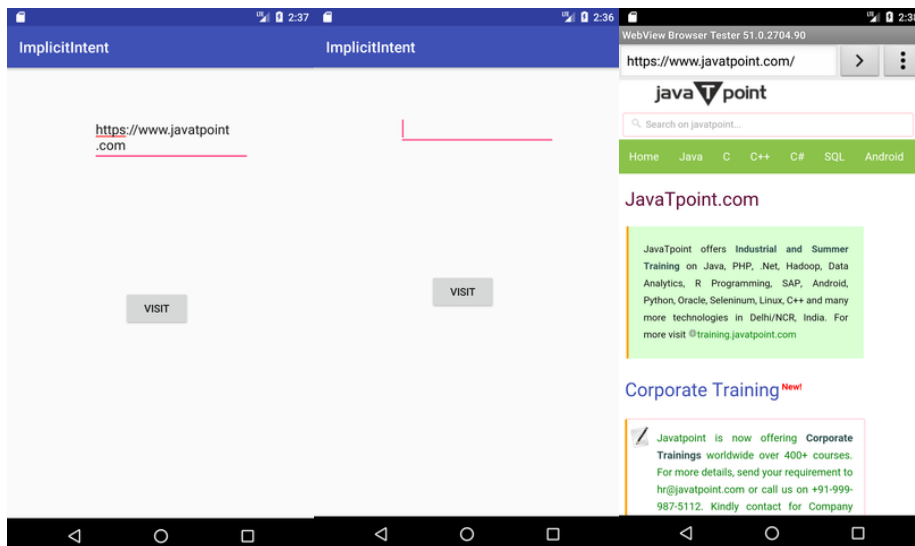 2:37
ImplicitIntent
https://www.javatpoint
.com
VISIT
2:36
ImplicitIntent
VISIT
2:38
WebView Browser Tester 51.0.2704.90
https://www.javatpoint.com/
java T point
Search on javatpoint...
Home Java C C++ C# SQL Android
JavaTpoint.com
JavaTpoint offers Industrial and Summer
Training on Java, PHP, .Net, Hadoop, Data
Analytics, R Programming, SAP, Android,
Python, Oracle, Seleninum, Linux, C++ and many
more technologies in Delhi/NCR, India. For
more visit training.javatpoint.com
Corporate Training New!
Javatpoint is now offering Corporate
Trainings worldwide over 400+ courses.
For more details, send your requirement to
hr@javatpoint.com or call us on +91-999-
987-5112. Kindly contact for Company